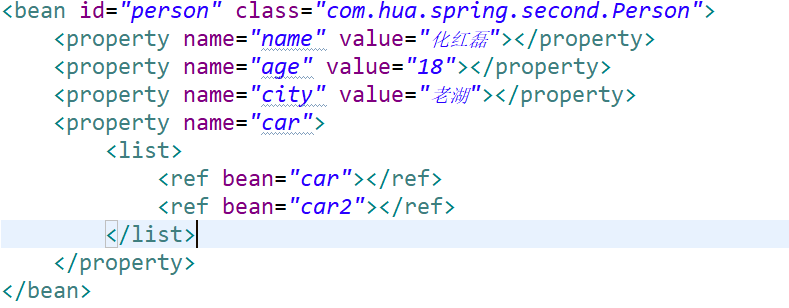 <bean id="person" class="com.hua.spring.second.Person">
    <property name="name" value="化红磊"></property>
    <property name="age" value="18"></property>
    <property name="city" value="老湖"></property>
    <property name="car">
        <list>
            <ref bean="car"></ref>
            <ref bean="car2"></ref>
        </list>
    </property>
</bean>